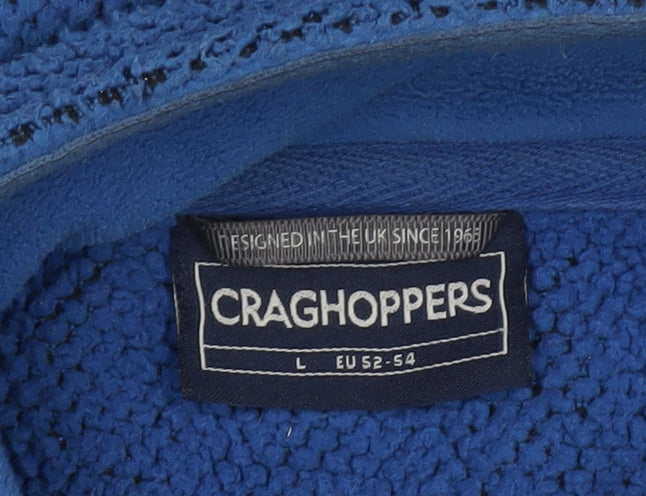 DESIGNED IN THE UK SINCE 1965
CRAGHOPPERS
L EU 52-54